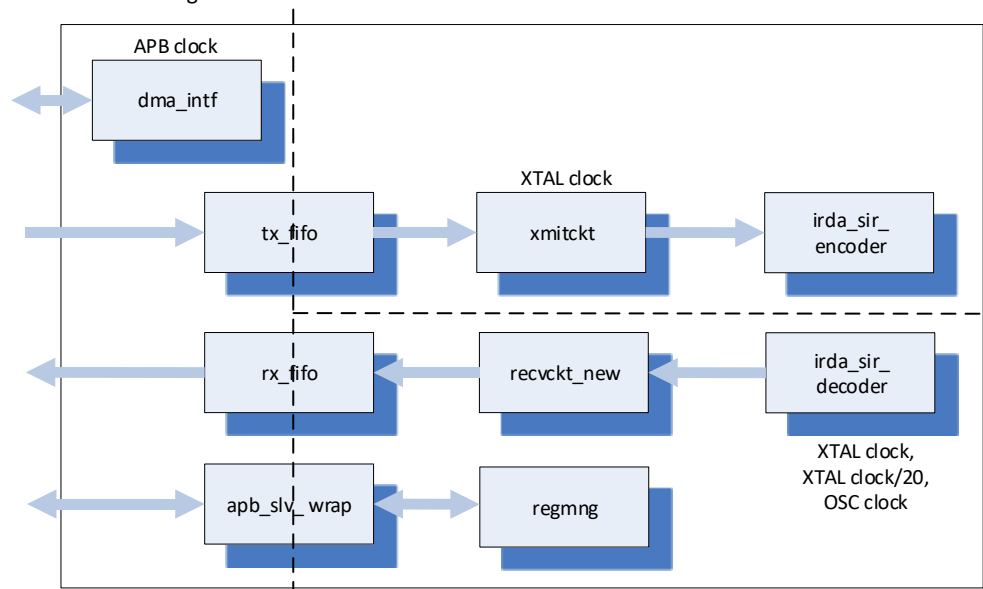 APB clock
dma_intf
XTAL clock
tx_fifo
xmitckt
irda_sir_
encoder
rx_fifo
recvckt_new
irda_sir_
decoder
XTAL clock,
XTAL clock/20,
OSC clock
apb_slv_ wrap
regmng